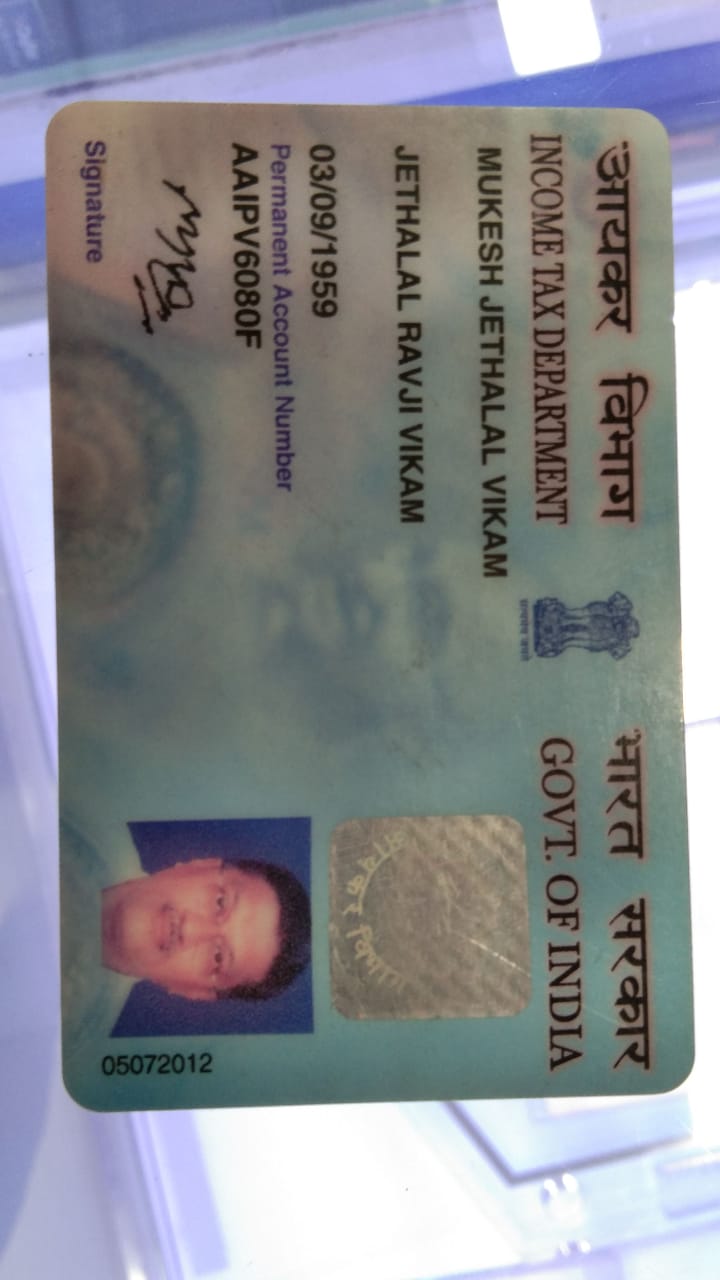 आयकर विभाग
INCOME TAX DEPARTMENT
भारत सरकार
GOVT. OF INDIA
सत्यमेव जयते
MUKESH JETHALAL VIKAM
JETHALAL RAVJI VIKAM
03/09/1959
Permanent Account Number
AAIPV6080F
Signature
आयकर विभाग
05072012